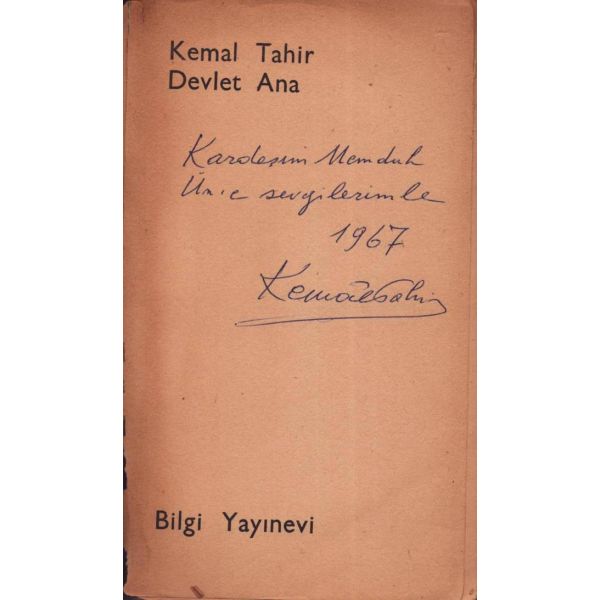 Kemal Tahir
Devlet Ana
Kardeşim Memduh
Ün'e sevgilerimle
1967
Kemal Tahir
Bilgi Yayınevi